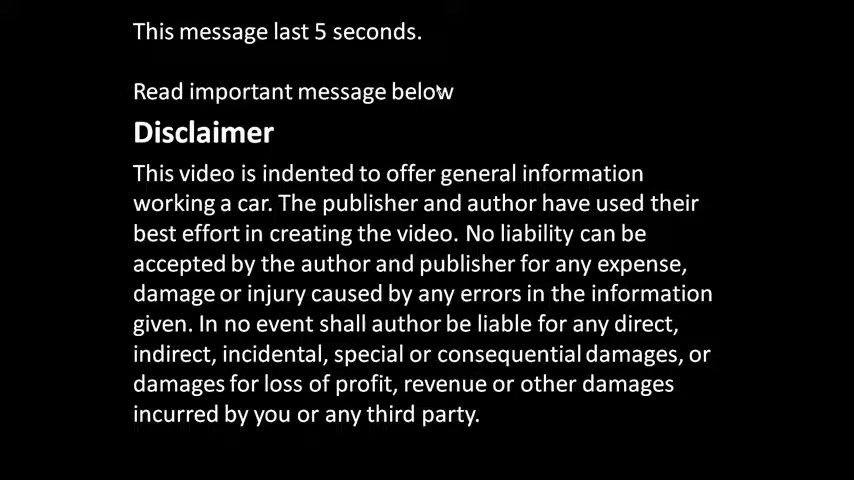 This message last 5 seconds.
Read important message below
Disclaimer
This video is indented to offer general information
working a car. The publisher and author have used their
best effort in creating the video. No liability can be
accepted by the author and publisher for any expense,
damage or injury caused by any errors in the information
given. In no event shall author be liable for any direct,
indirect, incidental, special or consequential damages, or
damages for loss of profit, revenue or other damages
incurred by you or any third party.